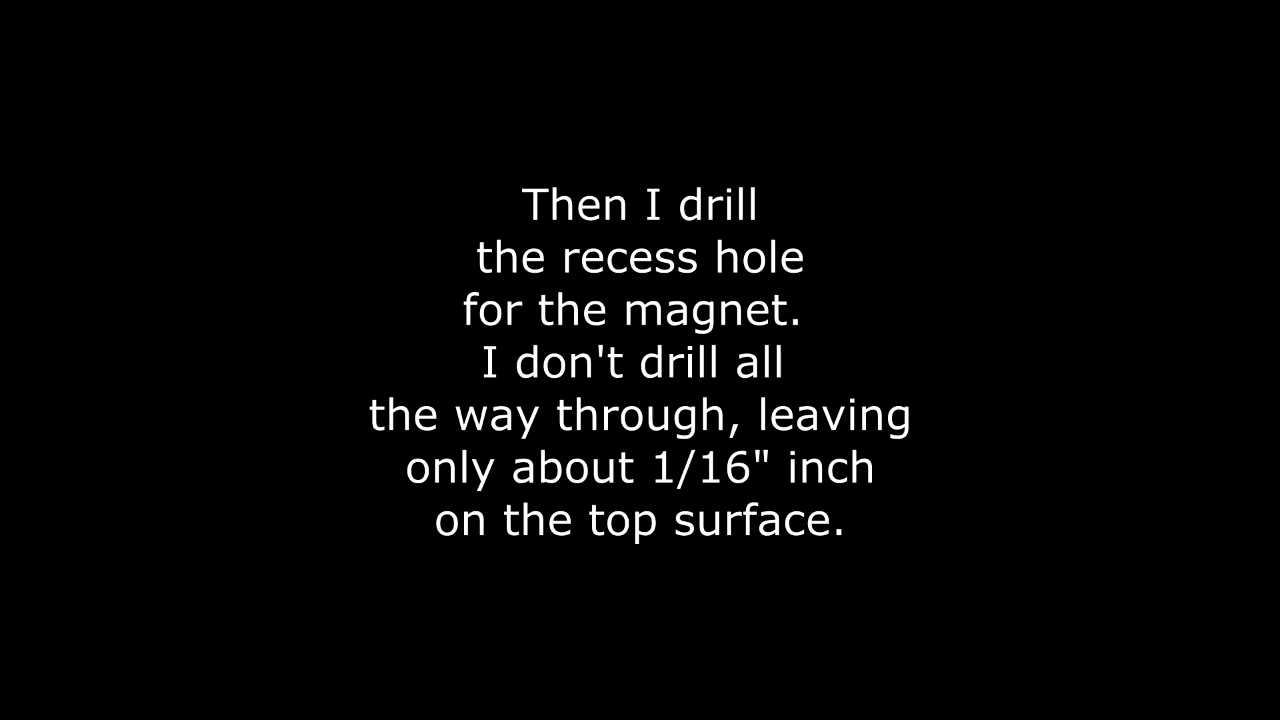 Then I drill
the recess hole
for the magnet.
I don't drill all
the way through, leaving
only about 1/16" inch
on the top surface.